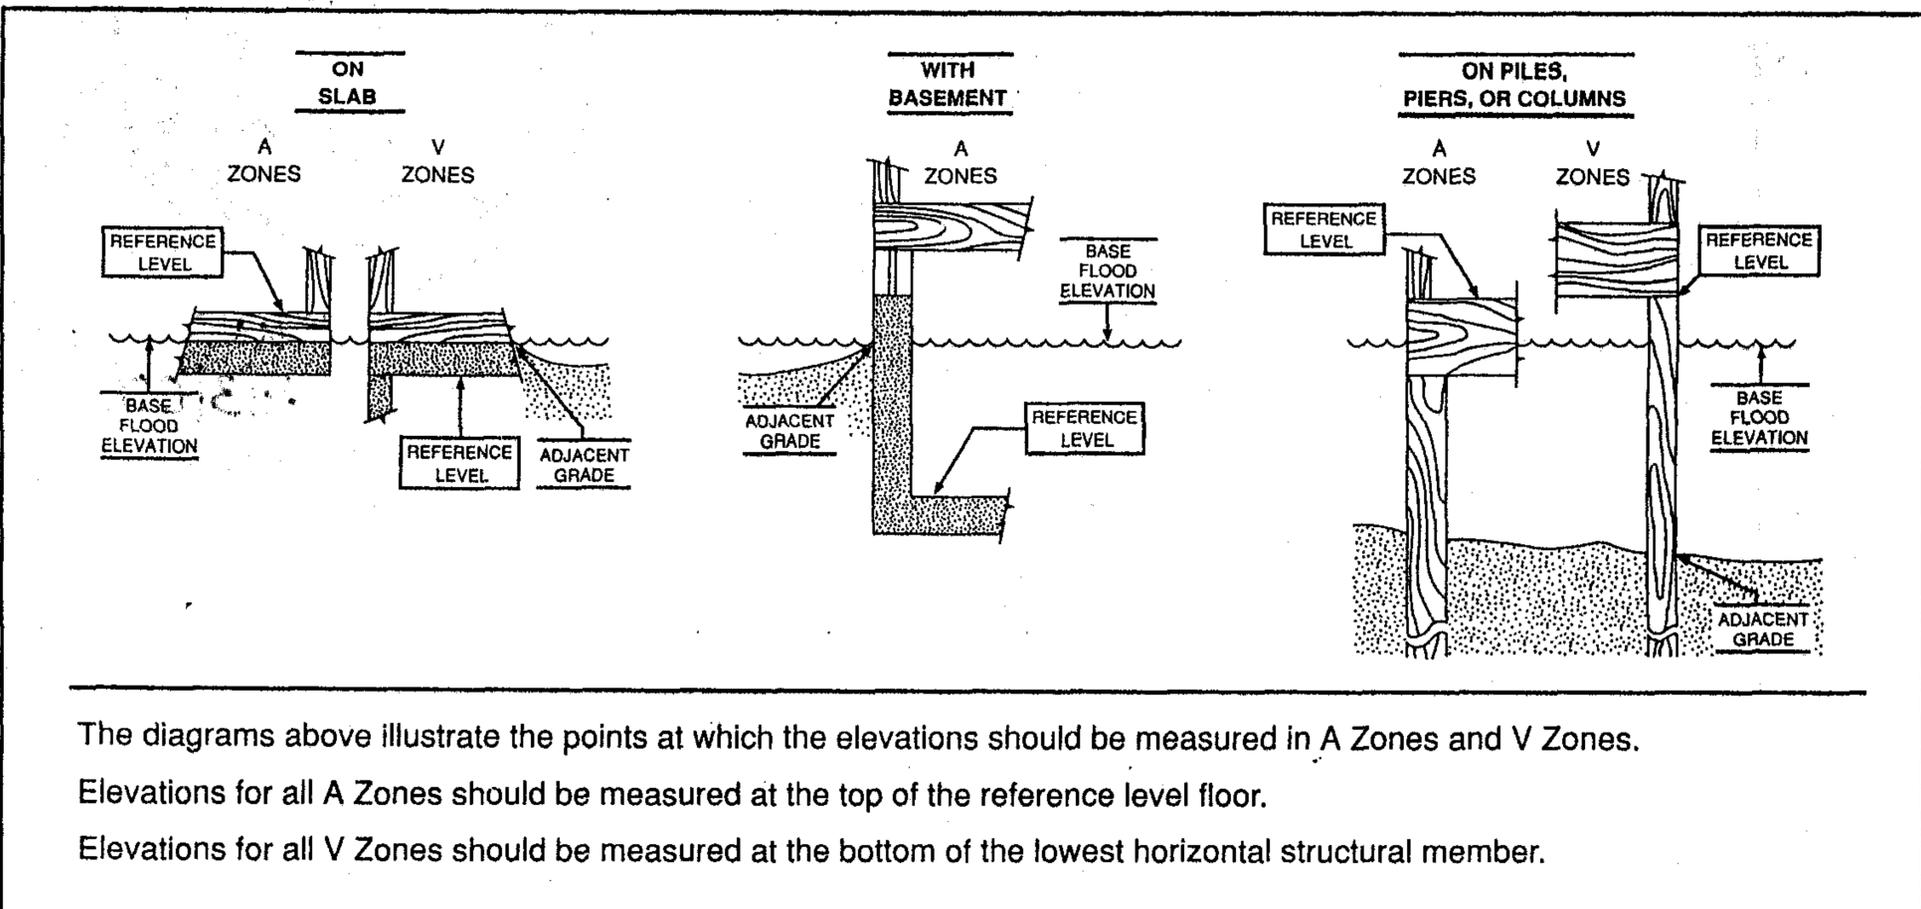 ON
SLAB
A
ZONES
V
ZONES
REFERENCE
LEVEL
BASE
FLOOD
ELEVATION
REFERENCE
LEVEL
ADJACENT
GRADE
WITH
BASEMENT
A
ZONES
BASE
FLOOD
ELEVATION
ADJACENT
GRADE
REFERENCE
LEVEL
ON PILES,
PIERS, OR COLUMNS
A
ZONES
V
ZONES
REFERENCE
LEVEL
REFERENCE
LEVEL
BASE
FLOOD
ELEVATION
ADJACENT
GRADE
The diagrams above illustrate the points at which the elevations should be measured in A Zones and V Zones.
Elevations for all A Zones should be measured at the top of the reference level floor.
Elevations for all V Zones should be measured at the bottom of the lowest horizontal structural member.